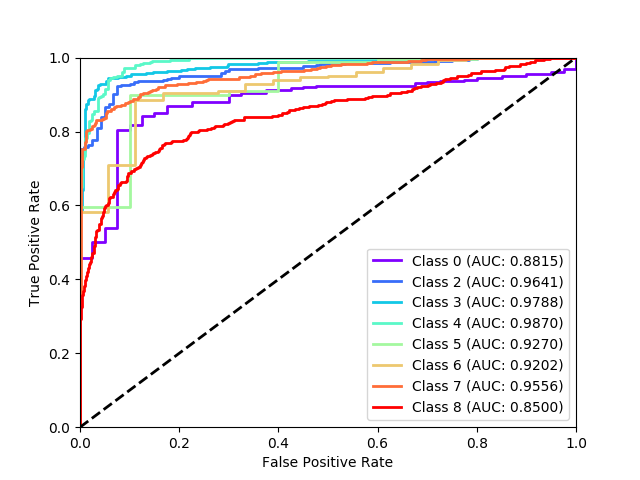 1.0
0.8
0.6
0.4
0.2
0.0
True Positive Rate
Class 0 (AUC: 0.8815)
Class 2 (AUC: 0.9641)
Class 3 (AUC: 0.9788)
Class 4 (AUC: 0.9870)
Class 5 (AUC: 0.9270)
Class 6 (AUC: 0.9202)
Class 7 (AUC: 0.9556)
Class 8 (AUC: 0.8500)
0.0 0.2 0.4 0.6 0.8 1.0
False Positive Rate